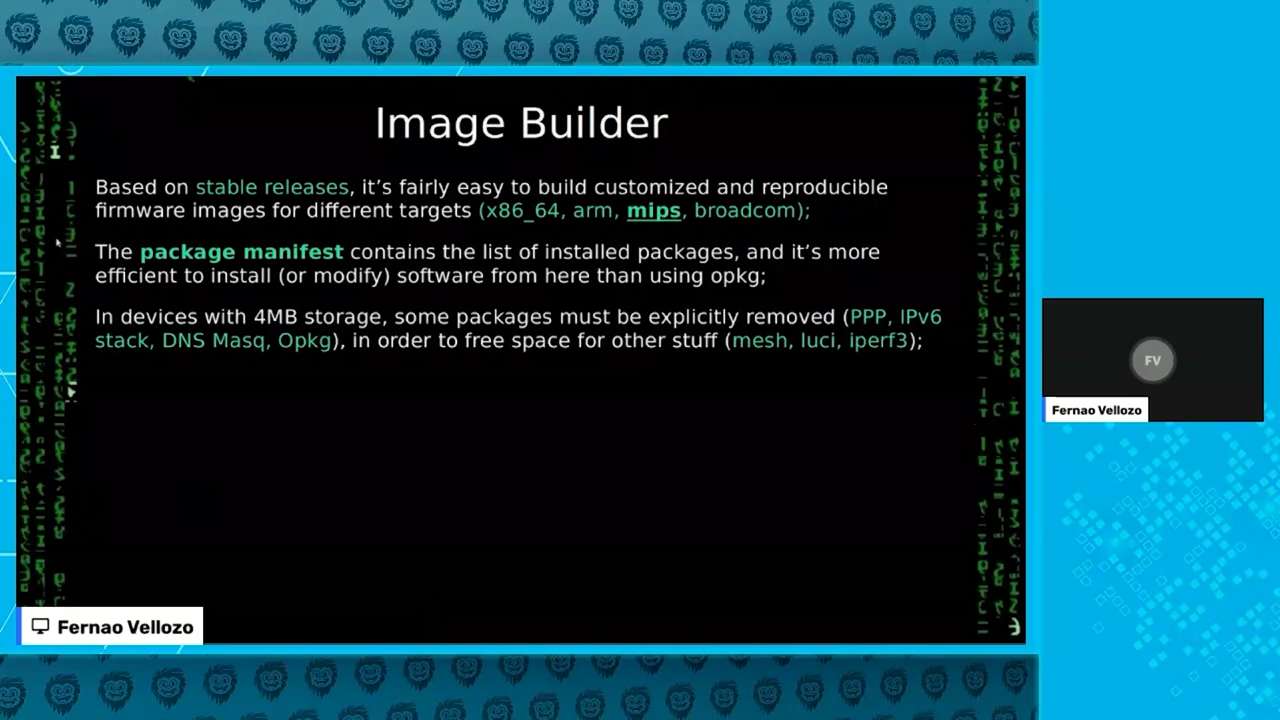 Image Builder
Based on stable releases, it’s fairly easy to build customized and reproducible
firmware images for different targets (x86_64, arm, mips, broadcom);
The package manifest contains the list of installed packages, and it’s more
efficient to install (or modify) software from here than using opkg;
In devices with 4MB storage, some packages must be explicitly removed (PPP, IPv6
stack, DNS Masq, Opkg), in order to free space for other stuff (mesh, luci, iperf3);
FV
Fernao Vellozo
Fernao Vellozo